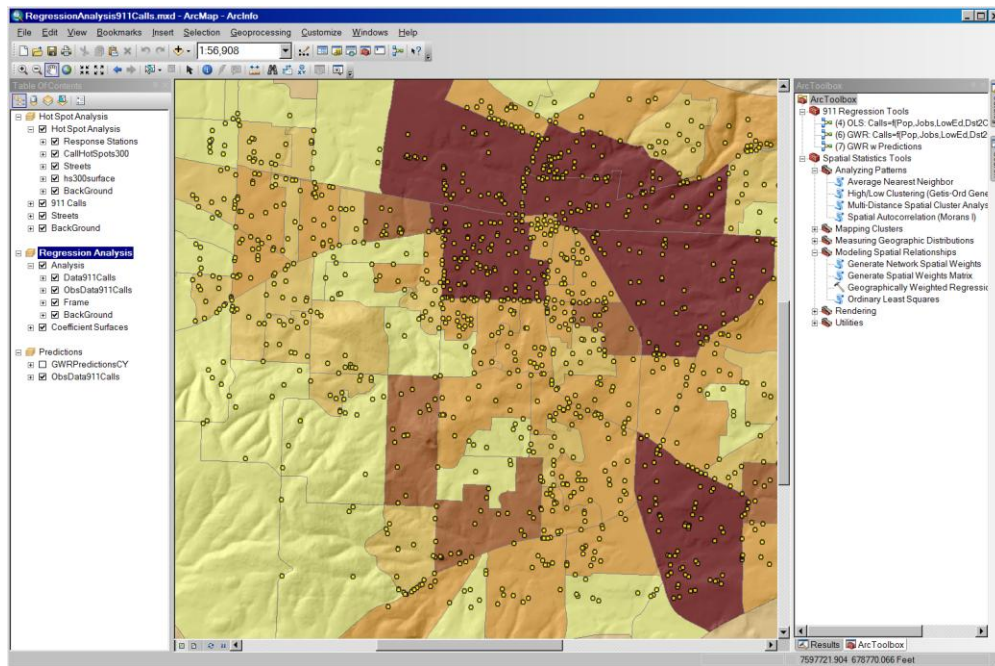 RegressionAnalysis911Calls.mxd - ArcMap - ArcInfo
File Edit View Bookmarks Insert Selection Geoprocessing Customize Windows Help
1:56,908
Table Of Contents
Hot Spot Analysis
Hot Spot Analysis
Response Stations
CallHotSpots300
Streets
hs300surface
BackGround
911 Calls
Streets
BackGround
Regression Analysis
Analysis
Data911Calls
ObsData911Calls
Frame
BackGround
Coefficient Surfaces
Predictions
GWRPredictionsCY
ObsData911Calls
ArcToolbox
ArcToolbox
911 Regression Tools
(4) OLS: Calls=f(Pop,Jobs,LowEd,Dst2C
(6) GWR: Calls=f(Pop,Jobs,LowEd,Dst2
(7) GWR w Predictions
Spatial Statistics Tools
Analyzing Patterns
Average Nearest Neighbor
High/Low Clustering (Getis-Ord Gene
Multi-Distance Spatial Cluster Analys
Spatial Autocorrelation (Morans I)
Mapping Clusters
Measuring Geographic Distributions
Modeling Spatial Relationships
Generate Network Spatial Weights
Generate Spatial Weights Matrix
Geographically Weighted Regressio
Ordinary Least Squares
Rendering
Utilities
Results ArcToolbox
7597721.904 678770.066 Feet